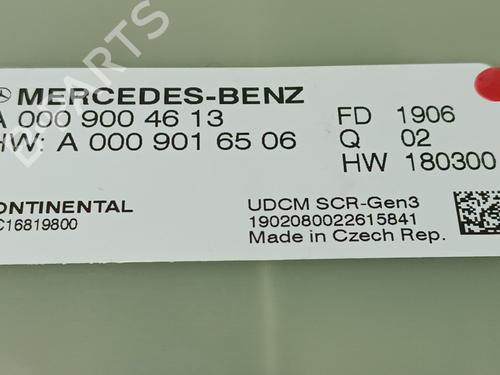 MERCEDES-BENZ
A 000 900 46 13
HW: A 000 901 65 06
FD 1906
Q 02
HW 180300
CONTINENTAL
C16819800
UDCM SCR-Gen3
1902080022615841
Made in Czech Rep.
B PARTS